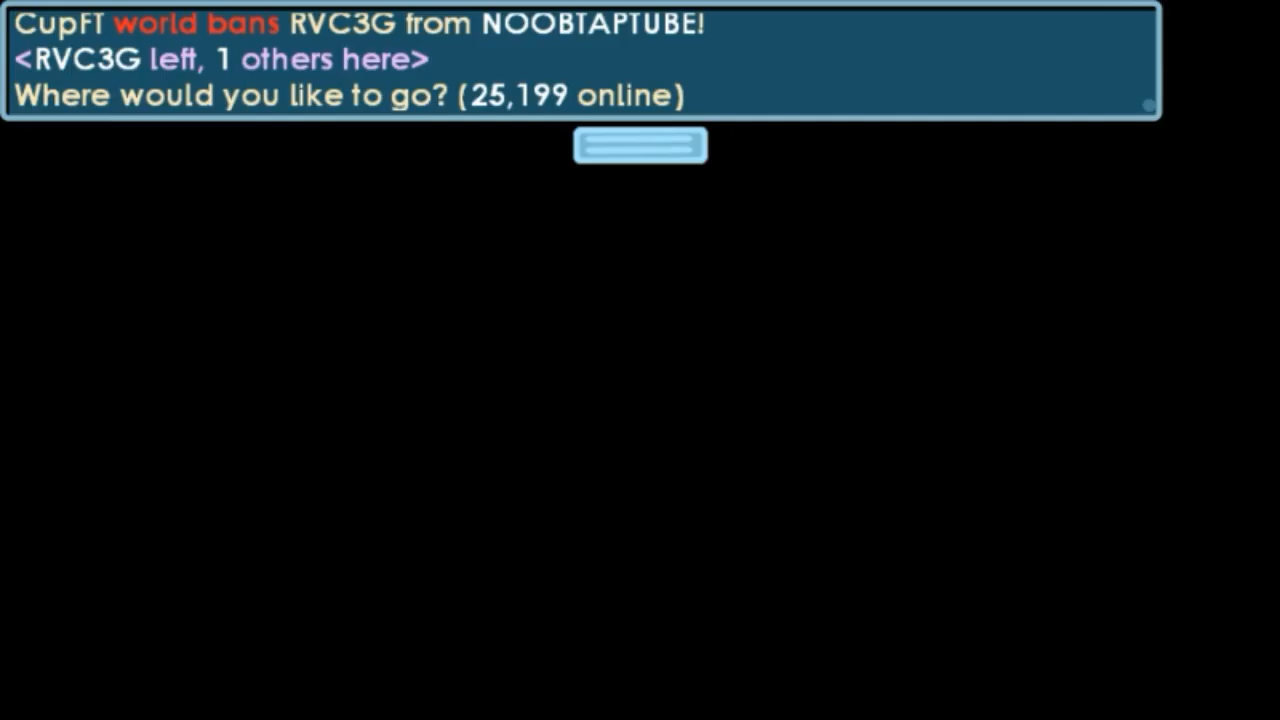 CupFT world bans RVC3G from NOOBTAPTUBE!
<RVC3G left, 1 others here>
Where would you like to go? (25,199 online)